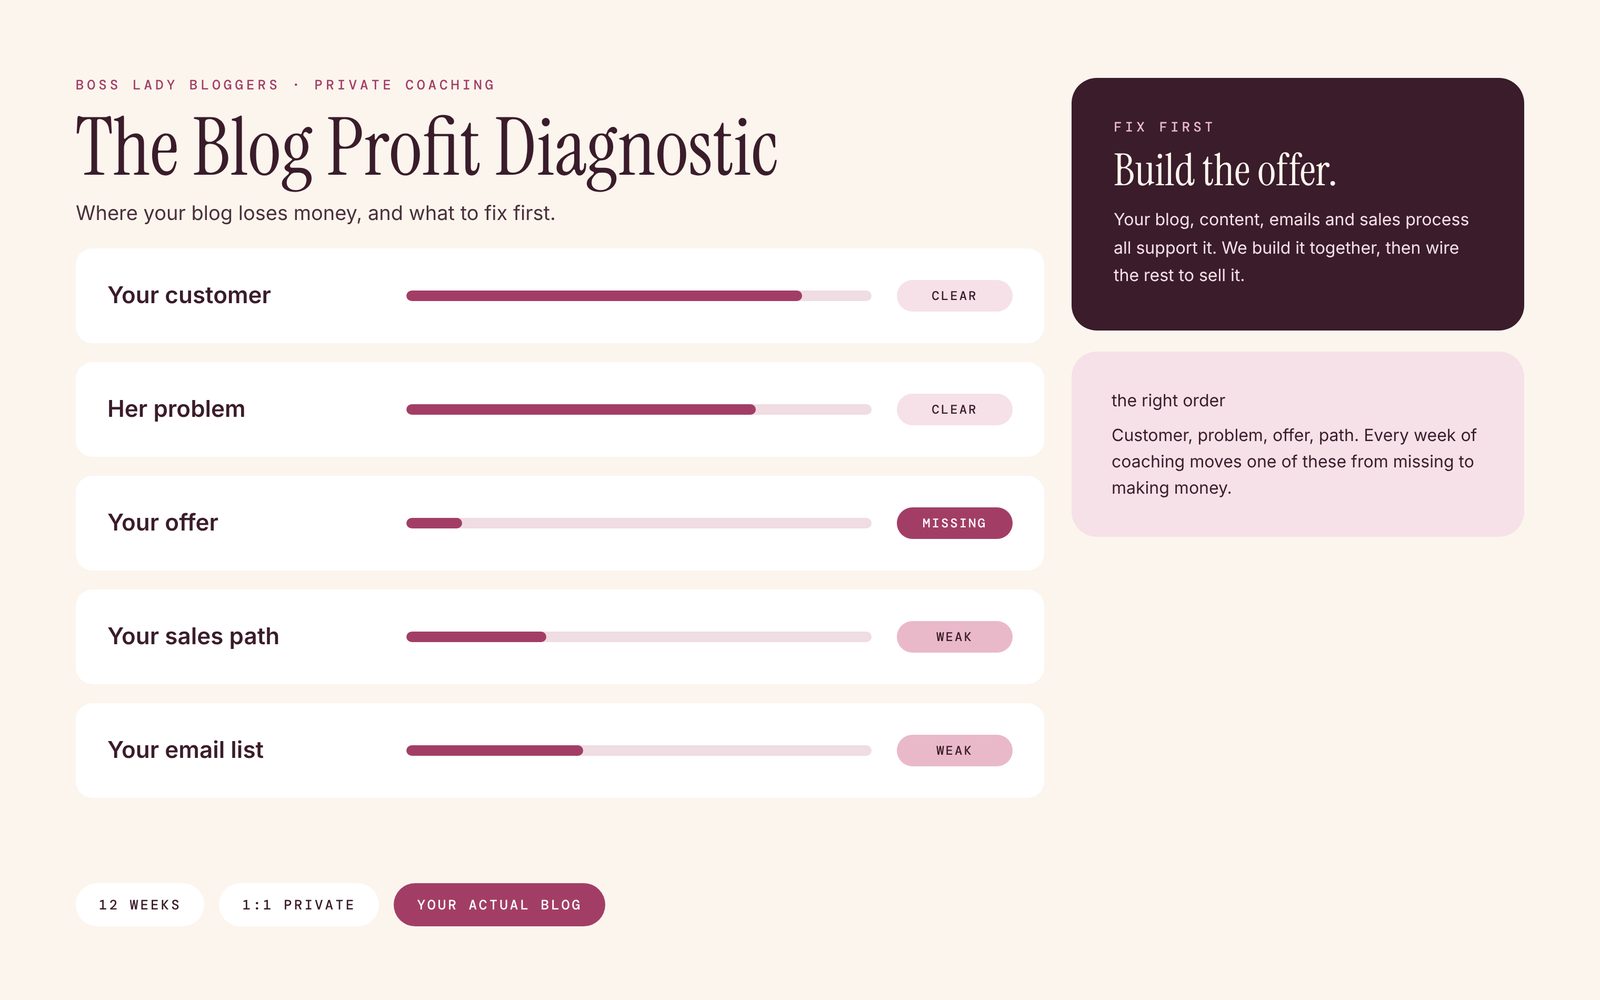 BOSS LADY BLOGGERS · PRIVATE COACHING
The Blog Profit Diagnostic
Where your blog loses money, and what to fix first.
Your customer
CLEAR
Her problem
CLEAR
Your offer
MISSING
Your sales path
WEAK
Your email list
WEAK
12 WEEKS
1:1 PRIVATE
YOUR ACTUAL BLOG
FIX FIRST
Build the offer.
Your blog, content, emails and sales process
all support it. We build it together, then wire
the rest to sell it.
the right order
Customer, problem, offer, path. Every week of
coaching moves one of these from missing to
making money.